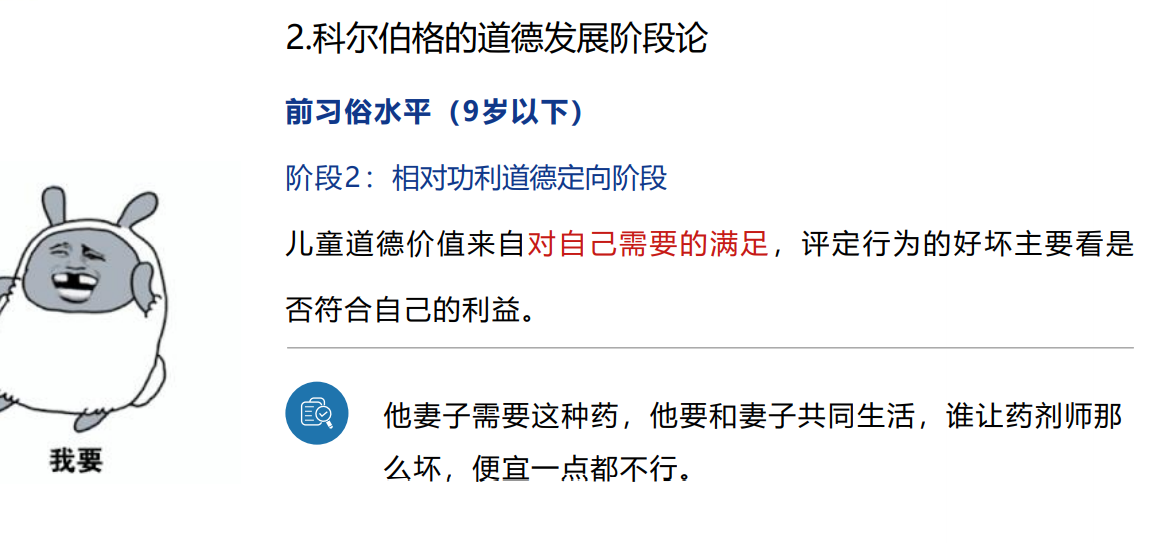 2.科尔伯格的道德发展阶段论
前习俗水平（9岁以下）
阶段2：相对功利道德定向阶段
儿童道德价值来自对自己需要的满足，评定行为的好坏主要看是
否符合自己的利益。
他妻子需要这种药，他要和妻子共同生活，谁让药剂师那
么坏，便宜一点都不行。
我要